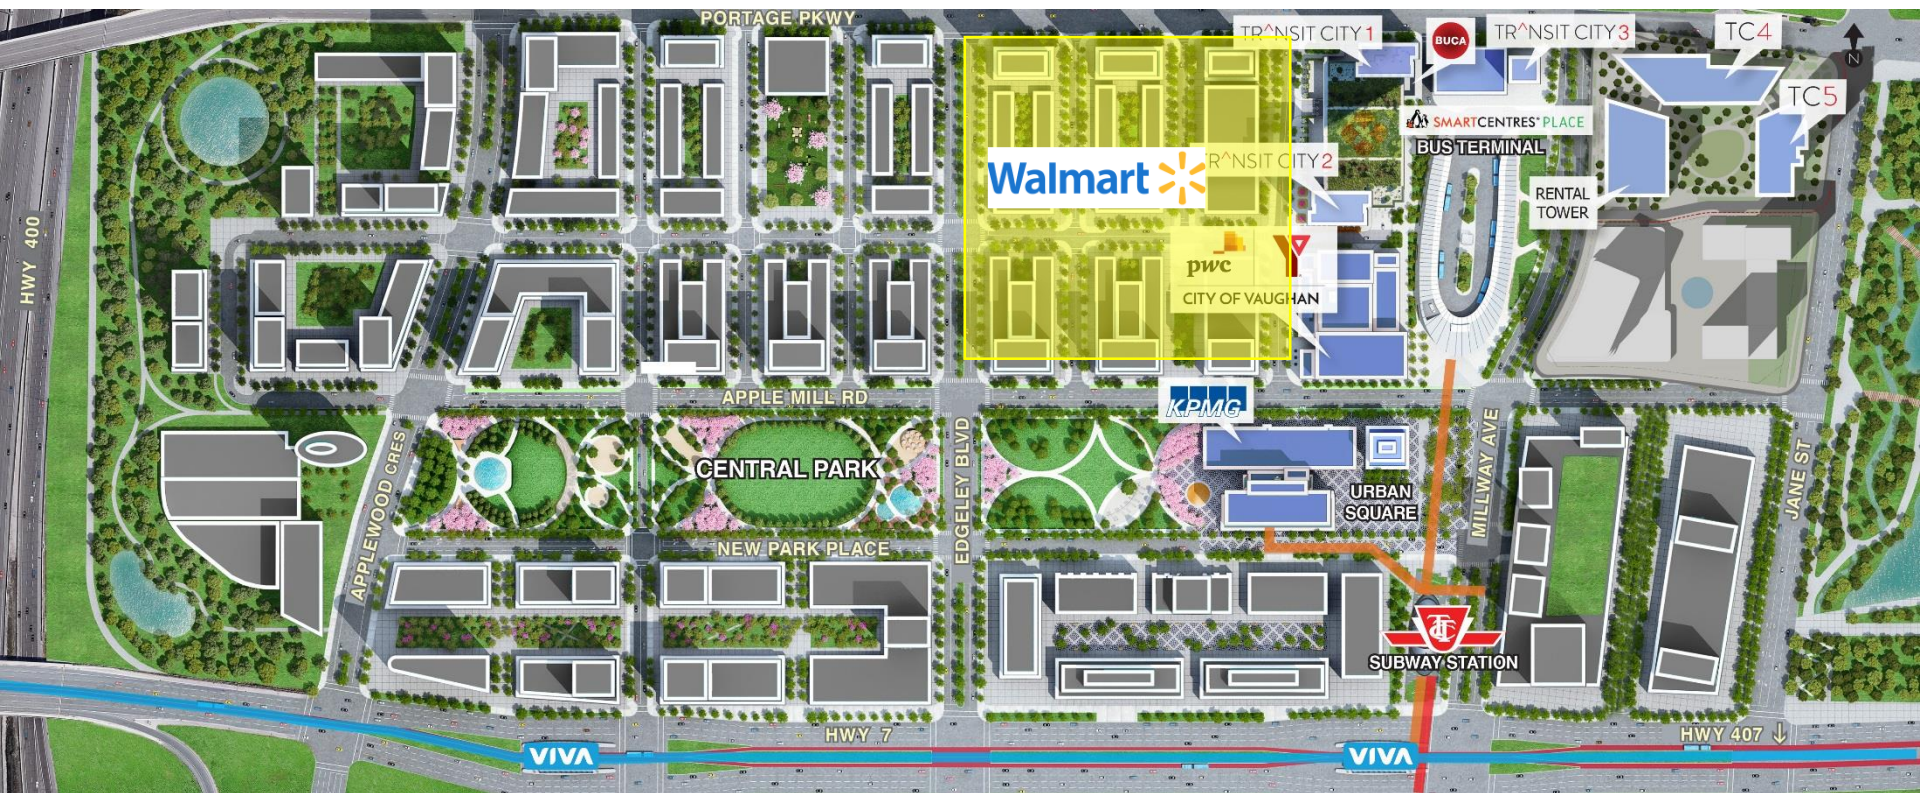 PORTAGE PKWY
TR^NSIT CITY 1
BUCA
TR^NSIT CITY 3
TC4
N
TC5
SMARTCENTRES® PLACE
BUS TERMINAL
Walmart
TR^NSIT CITY 2
RENTAL
TOWER
HWY 400
pwc
Y
CITY OF VAUGHAN
APPLE MILL RD
KPMG
APPLEWOOD CRES
CENTRAL PARK
EDGELEY BLVD
URBAN
SQUARE
MILLWAY AVE
JANE ST
NEW PARK PLACE
TTC
SUBWAY STATION
HWY 7
HWY 407 ↓
VIVA
VIVA